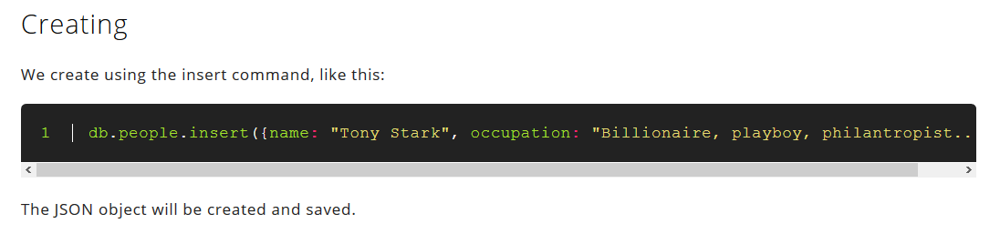 Creating
We create using the insert command, like this:
1 db.people.insert({name: "Tony Stark", occupation: "Billionaire, playboy, philantropist..
The JSON object will be created and saved.